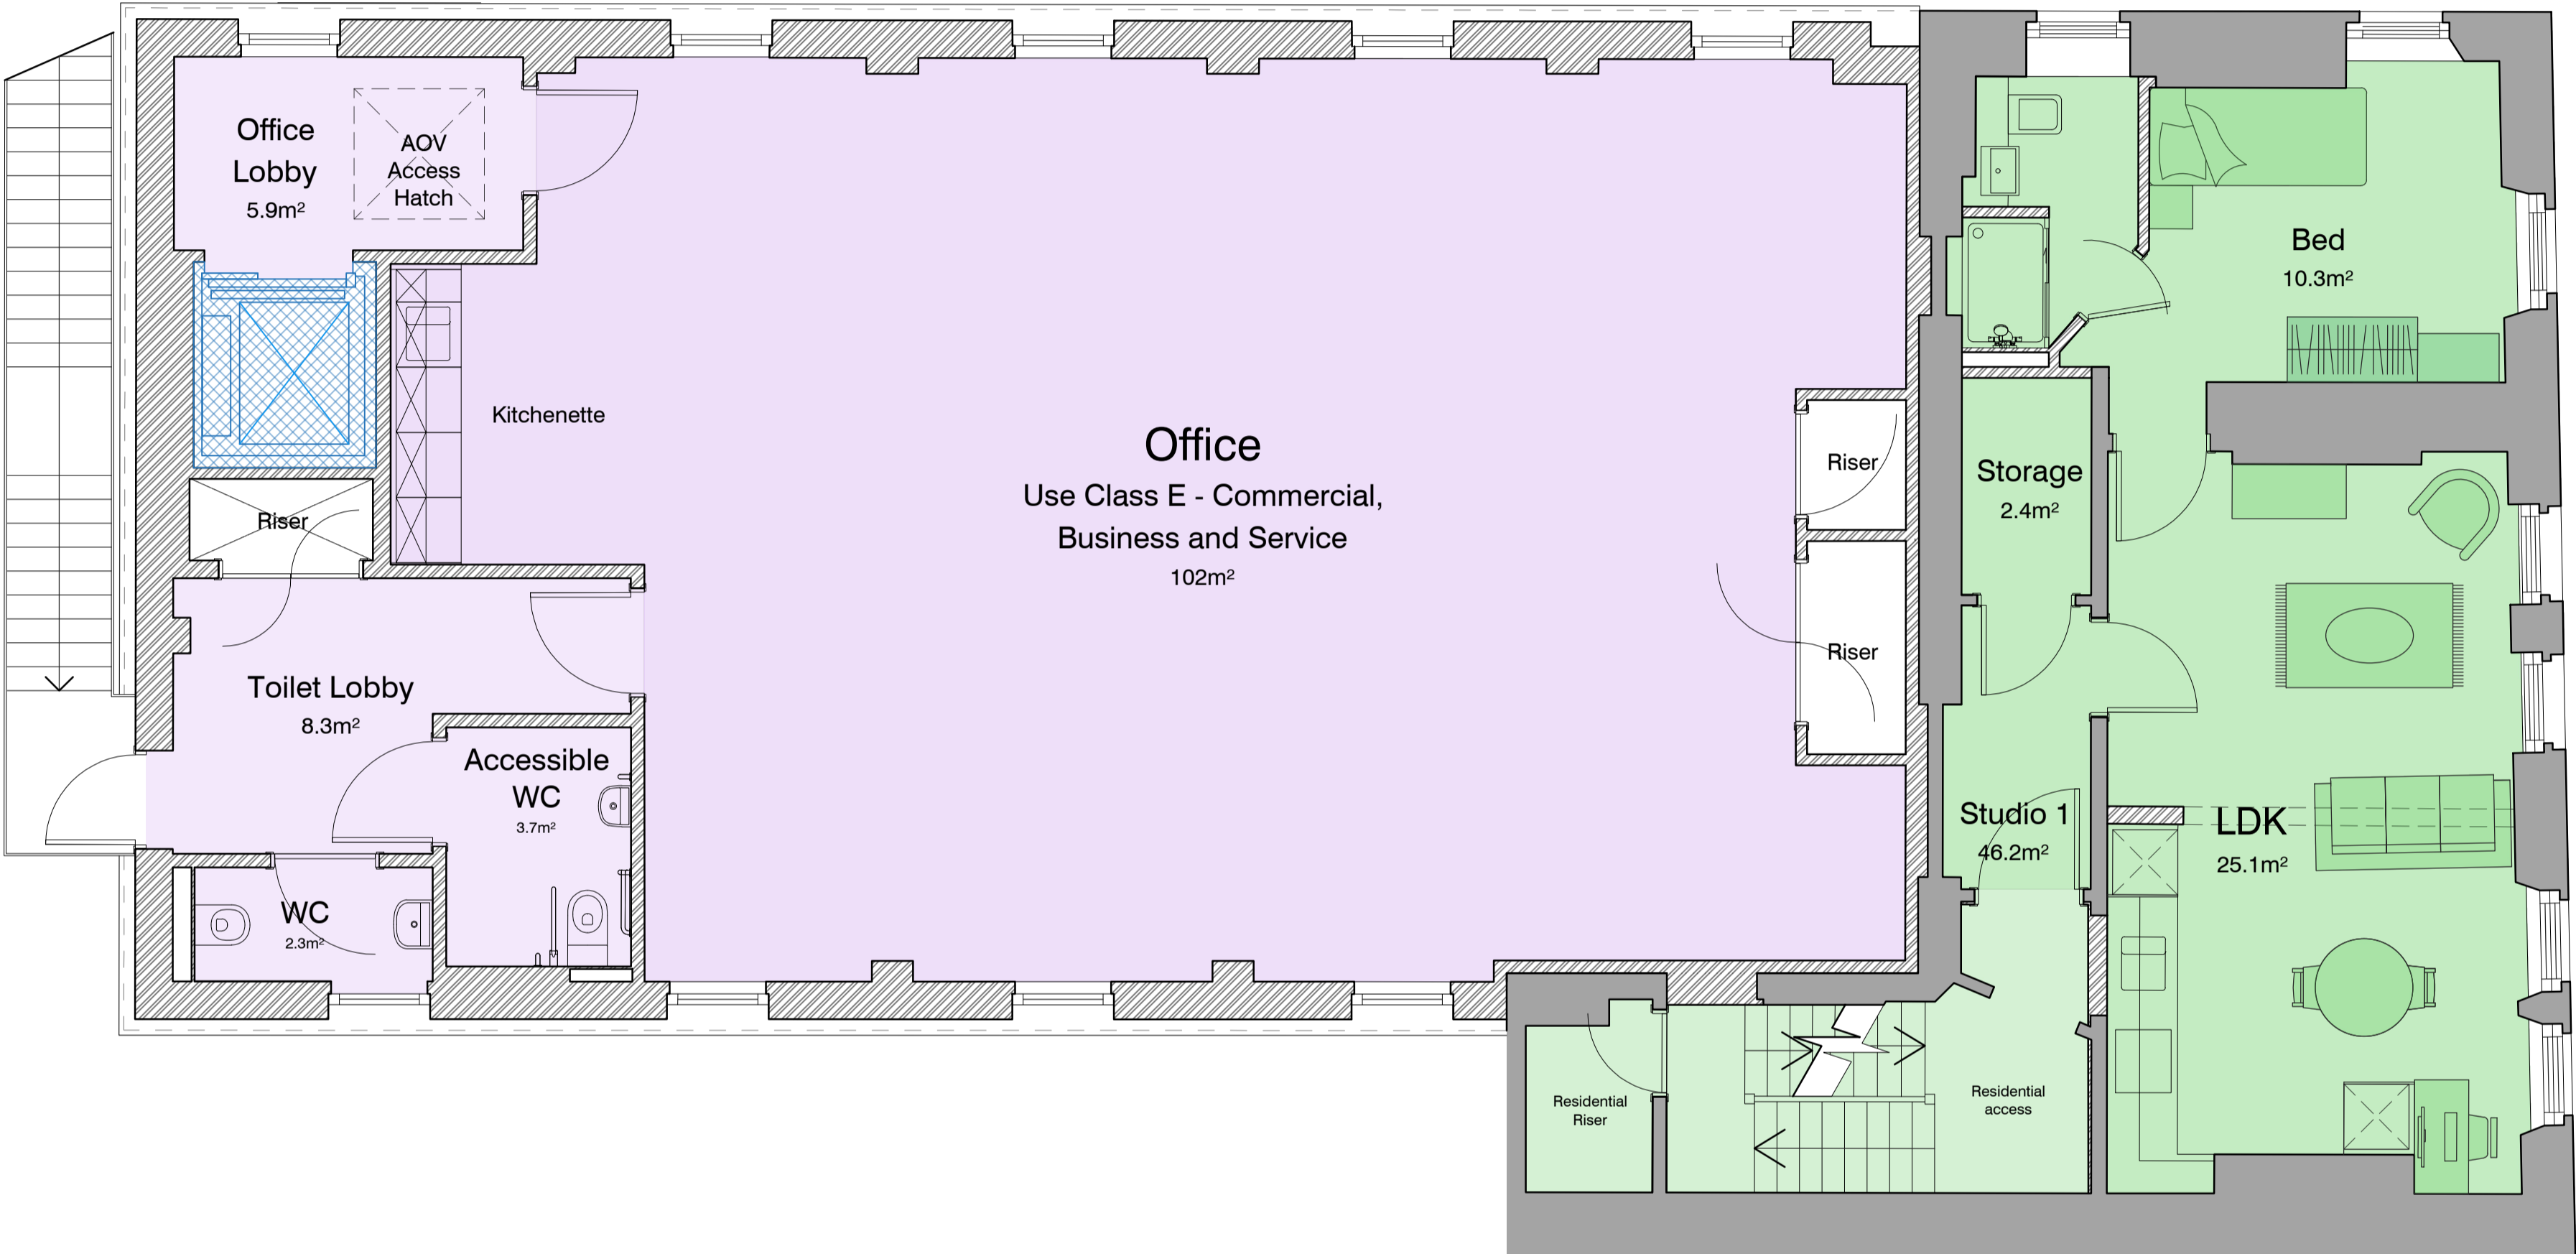 Office
Lobby
5.9m²
AOV
Access
Hatch
Kitchenette
Riser
Toilet Lobby
8.3m²
Accessible
WC
3.7m²
WC
2.3m²
Office
Use Class E - Commercial,
Business and Service
102m²
Riser
Riser
Bed
10.3m²
Storage
2.4m²
Studio 1
46.2m²
LDK
25.1m²
Residential
Riser
Residential
access